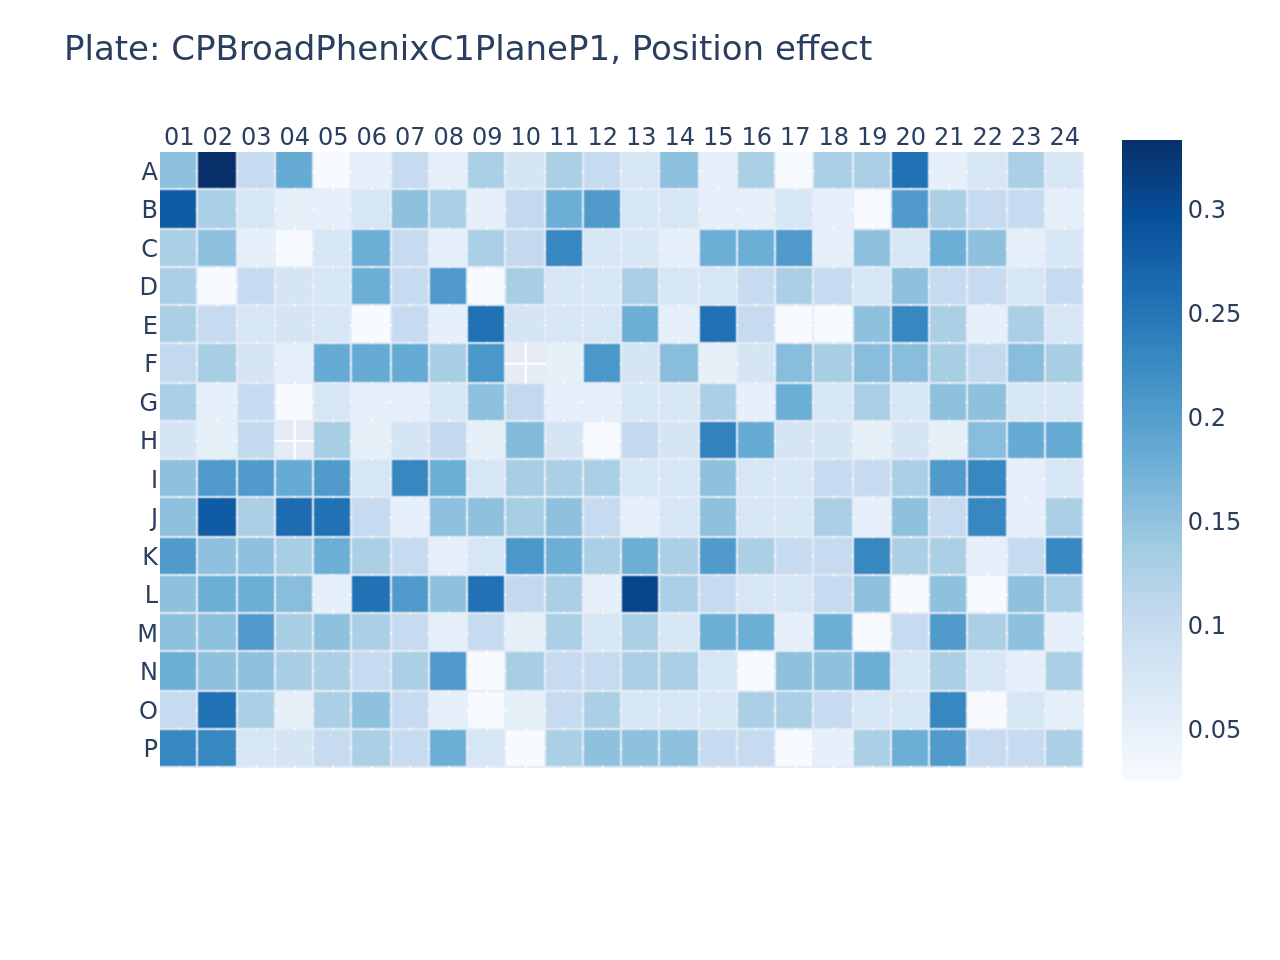 Plate: CPBroadPhenixC1PlaneP1, Position effect
01 02 03 04 05 06 07 08 09 10 11 12 13 14 15 16 17 18 19 20 21 22 23 24
A
B
C
D
E
F
G
H
I
J
K
L
M
N
O
P
0.3
0.25
0.2
0.15
0.1
0.05